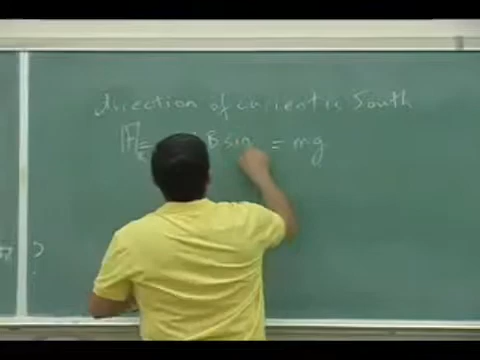 direction of current is South
|F| = B sin = mg
?